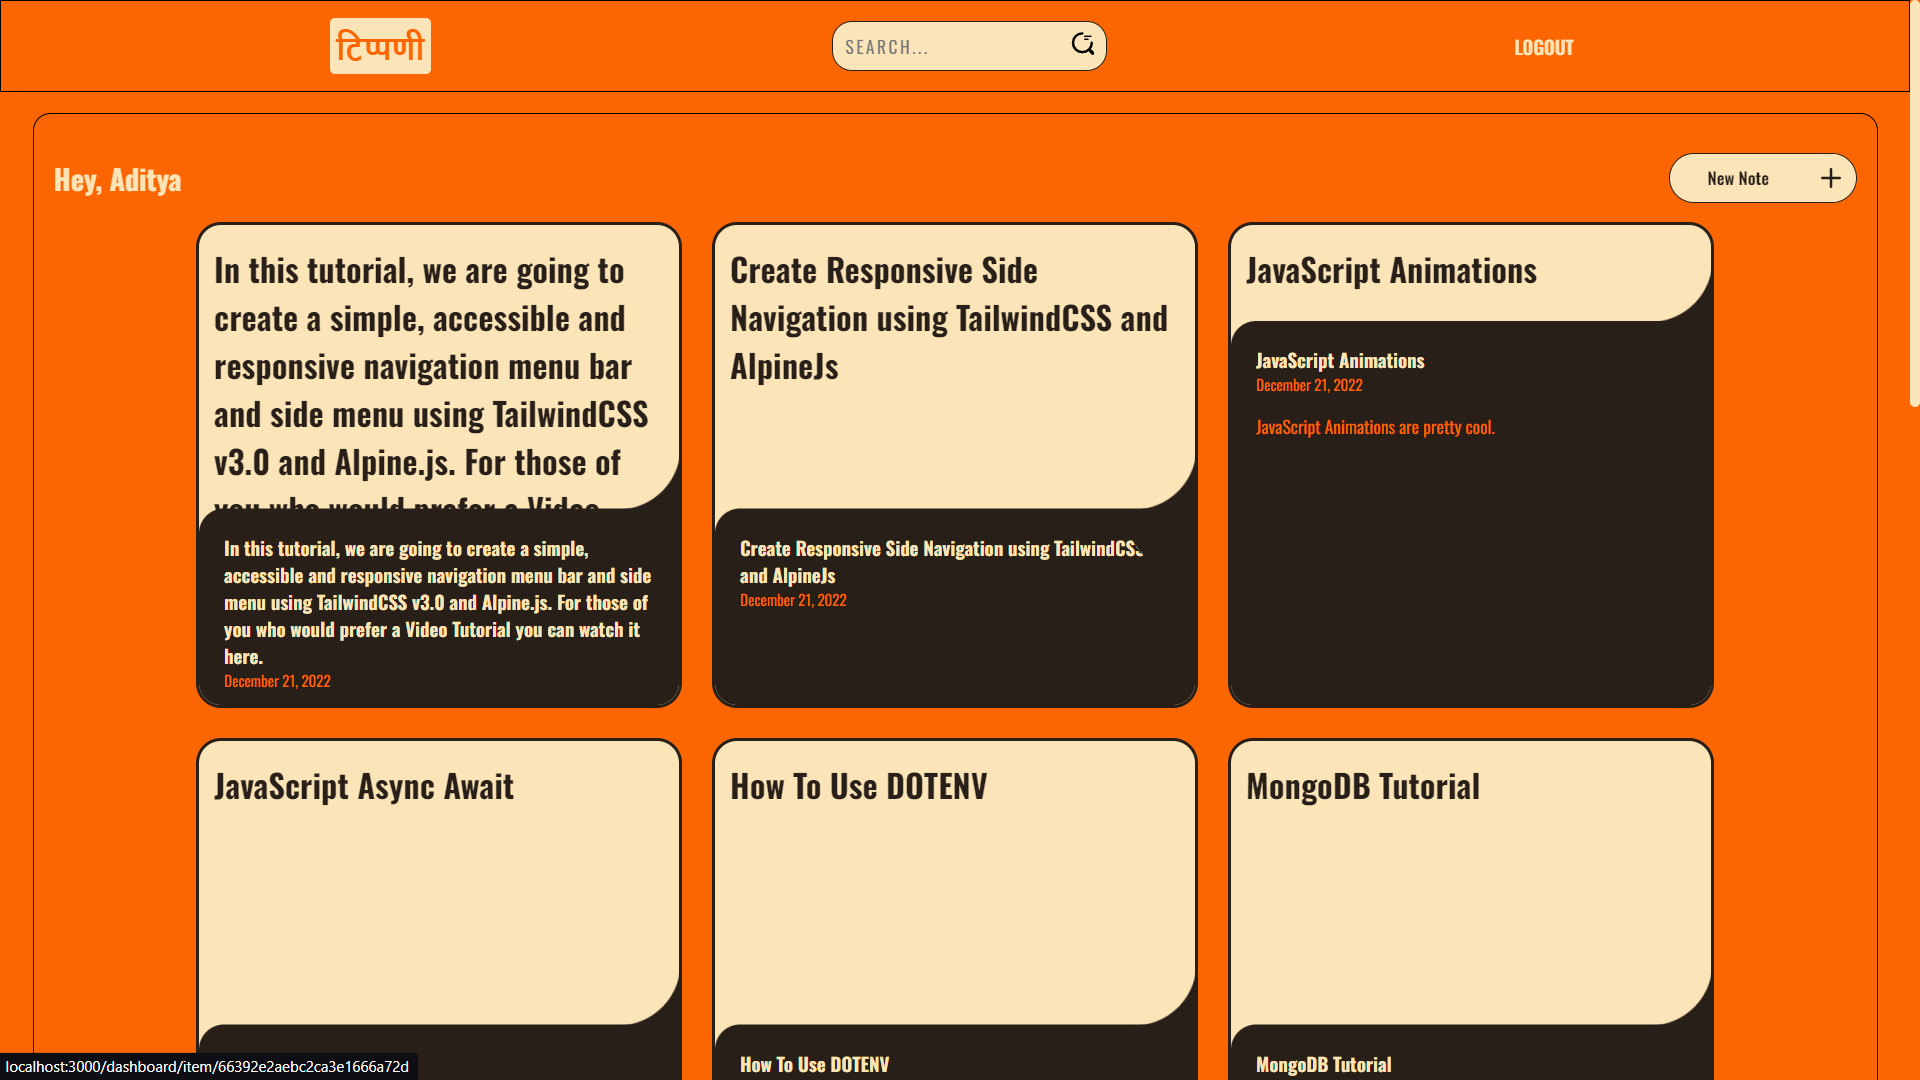 टिप्पणी
SEARCH...
LOGOUT
Hey, Aditya
New Note
In this tutorial, we are going to
create a simple, accessible and
responsive navigation menu bar
and side menu using TailwindCSS
v3.0 and Alpine.js. For those of
you who would prefer a Video
In this tutorial, we are going to create a simple,
accessible and responsive navigation menu bar and side
menu using TailwindCSS v3.0 and Alpine.js. For those of
you who would prefer a Video Tutorial you can watch it
here.
December 21, 2022
Create Responsive Side
Navigation using TailwindCSS and
AlpineJs
Create Responsive Side Navigation using TailwindCSS
and AlpineJs
December 21, 2022
JavaScript Animations
JavaScript Animations
December 21, 2022
JavaScript Animations are pretty cool.
JavaScript Async Await
How To Use DOTENV
How To Use DOTENV
MongoDB Tutorial
MongoDB Tutorial
localhost:3000/dashboard/item/66392e2aebc2ca3e1666a72d